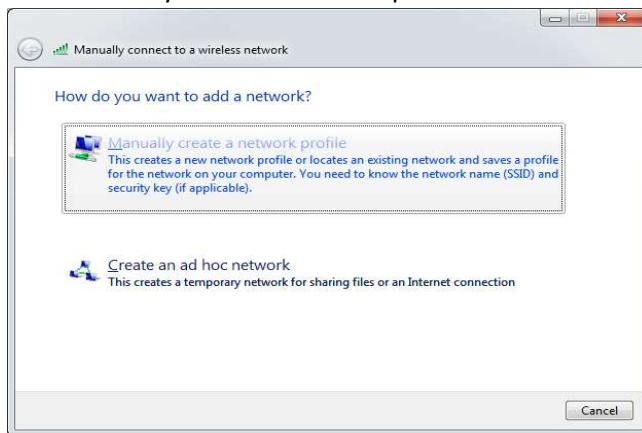 Manually connect to a wireless network
How do you want to add a network?
Manually create a network profile
This creates a new network profile or locates an existing network and saves a profile
for the network on your computer. You need to know the network name (SSID) and
security key (if applicable).
Create an ad hoc network
This creates a temporary network for sharing files or an Internet connection
Cancel